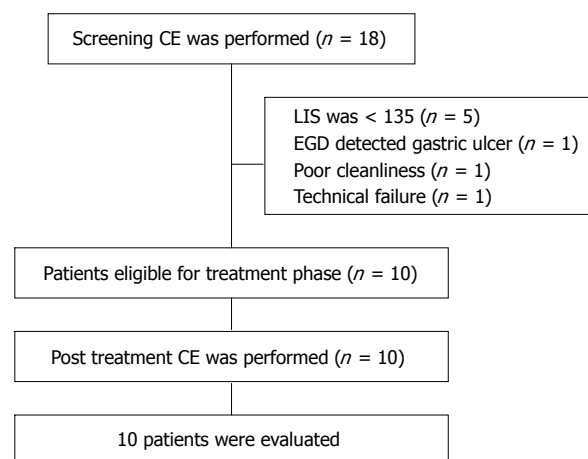 Screening CE was performed (n = 18)
LIS was < 135 (n = 5)
EGD detected gastric ulcer (n = 1)
Poor cleanliness (n = 1)
Technical failure (n = 1)
Patients eligible for treatment phase (n = 10)
Post treatment CE was performed (n = 10)
10 patients were evaluated